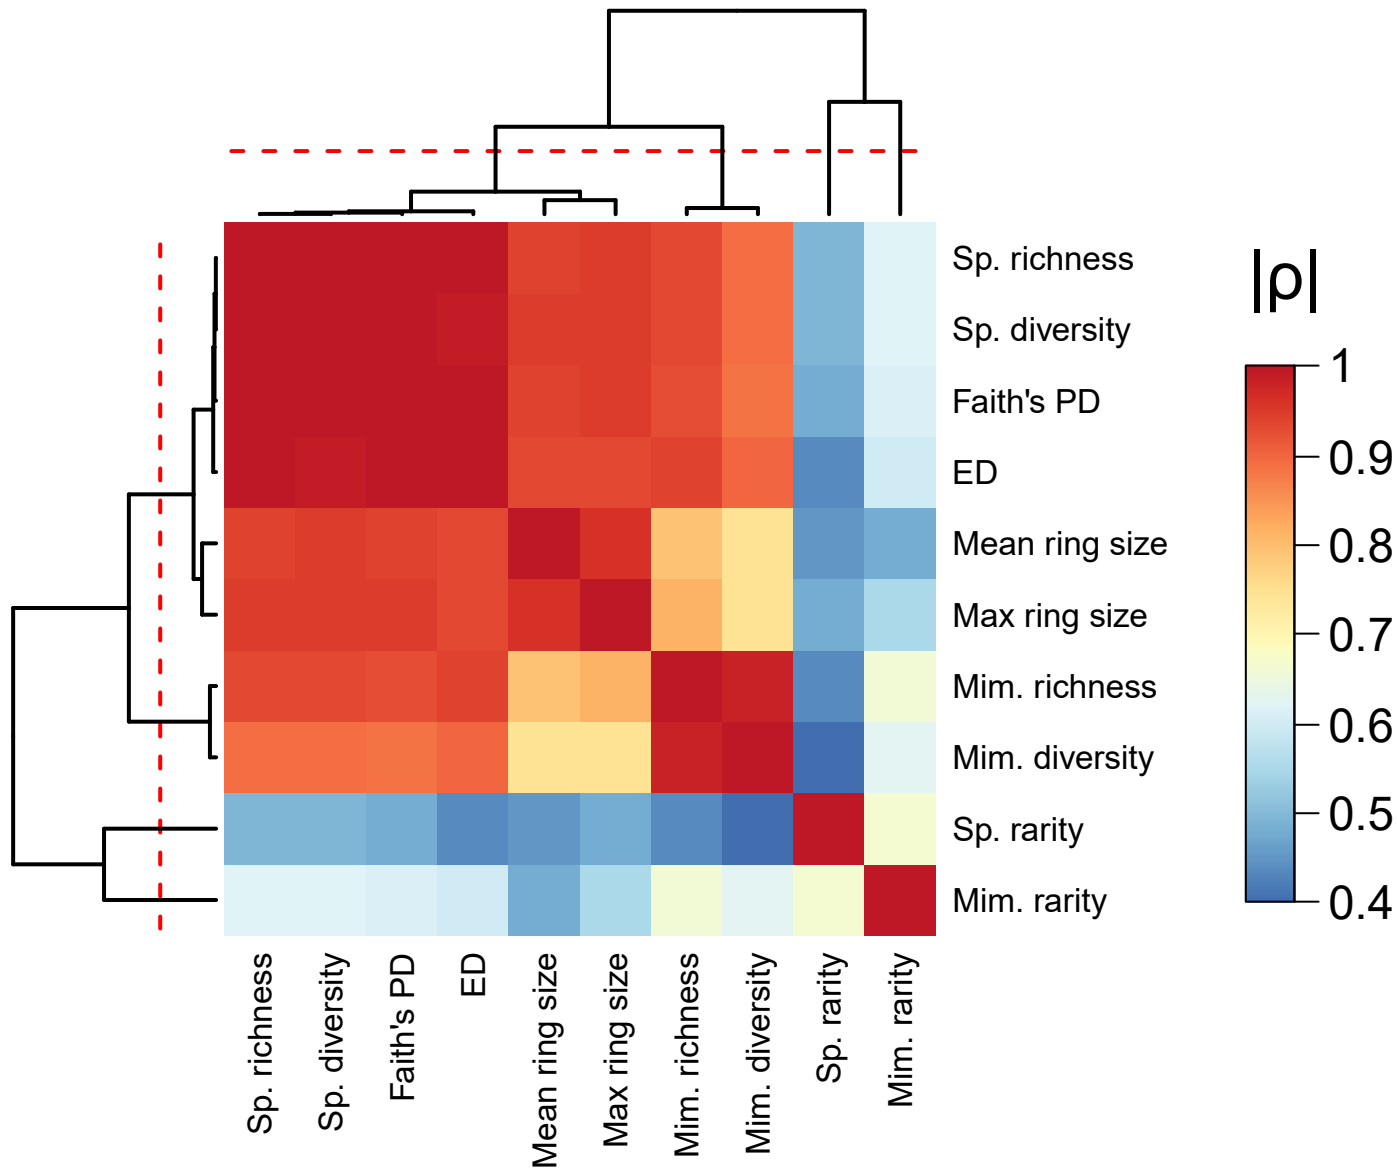 Sp. richness
Sp. diversity
Faith's PD
ED
Mean ring size
Max ring size
Mim. richness
Mim. diversity
Sp. rarity
Mim. rarity
|ρ|
1
0.9
0.8
0.7
0.6
0.5
0.4
Sp. richness
Sp. diversity
Faith's PD
ED
Mean ring size
Max ring size
Mim. richness
Mim. diversity
Sp. rarity
Mim. rarity